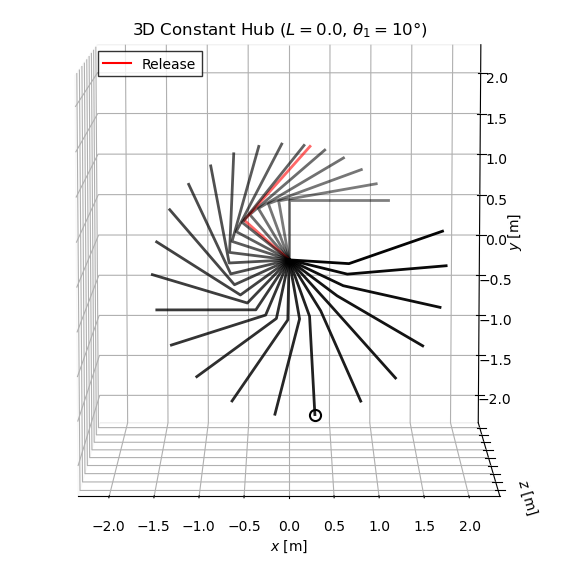 3D Constant Hub (L = 0.0, θ₁ = 10°)
Release
2.0
1.5
1.0
0.5
0.0
−0.5
−1.0
−1.5
−2.0
y [m]
z [m]
−2.0 −1.5 −1.0 −0.5 0.0 0.5 1.0 1.5 2.0
x [m]